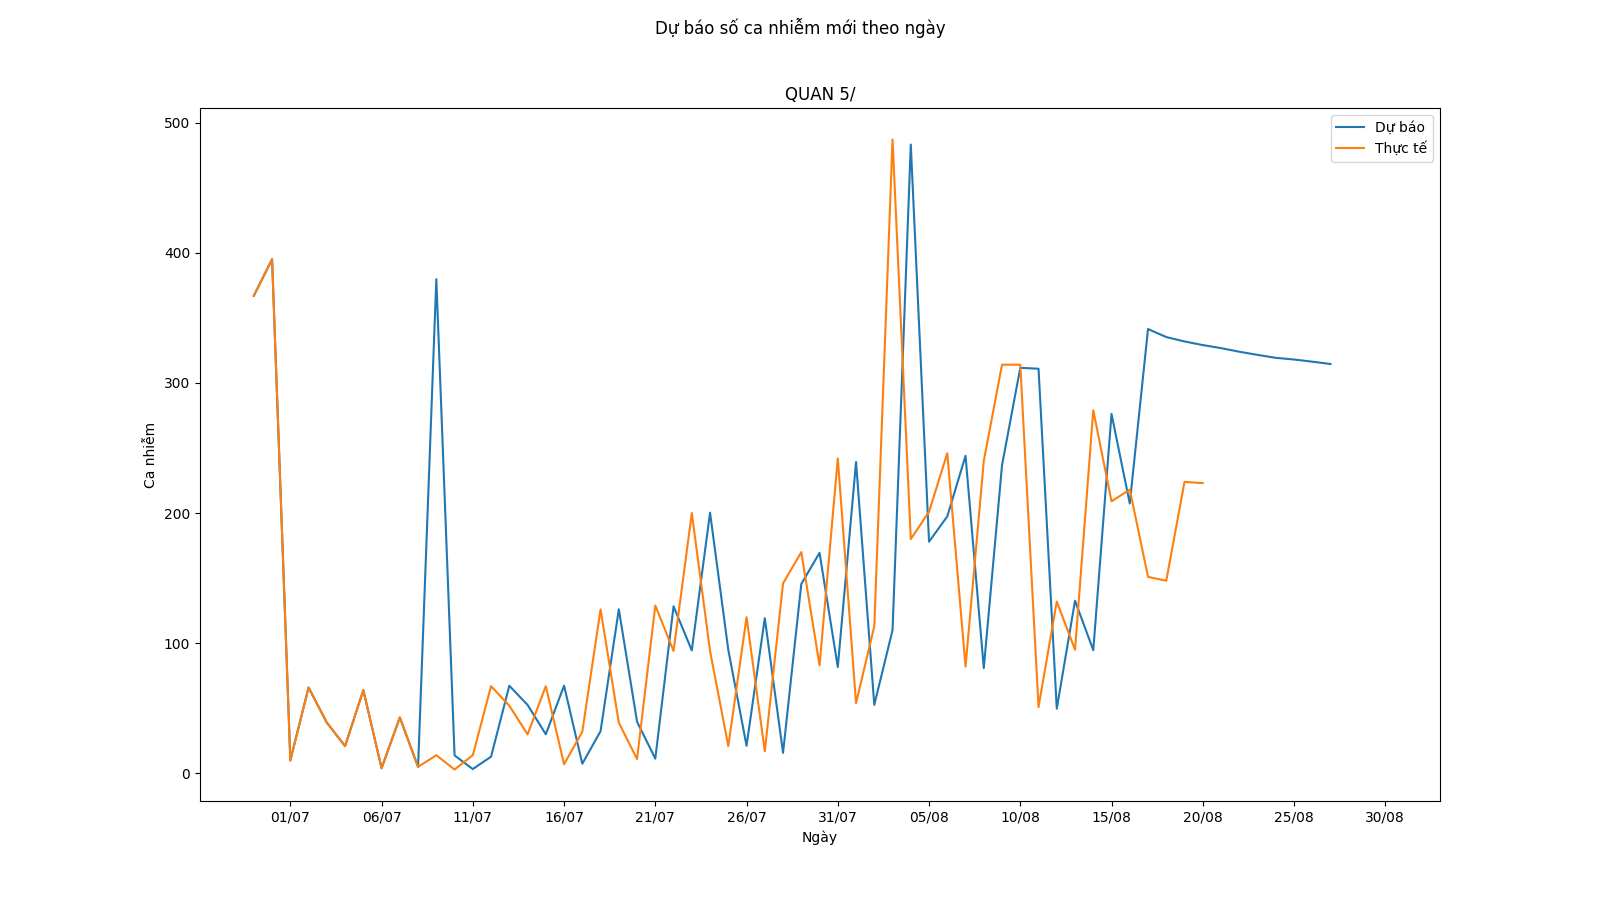 Dự báo số ca nhiễm mới theo ngày
QUAN 5/
Dự báo
Thực tế
500
400
300
200
100
0
Ca nhiễm
01/07 06/07 11/07 16/07 21/07 26/07 31/07 05/08 10/08 15/08 20/08 25/08 30/08
Ngày